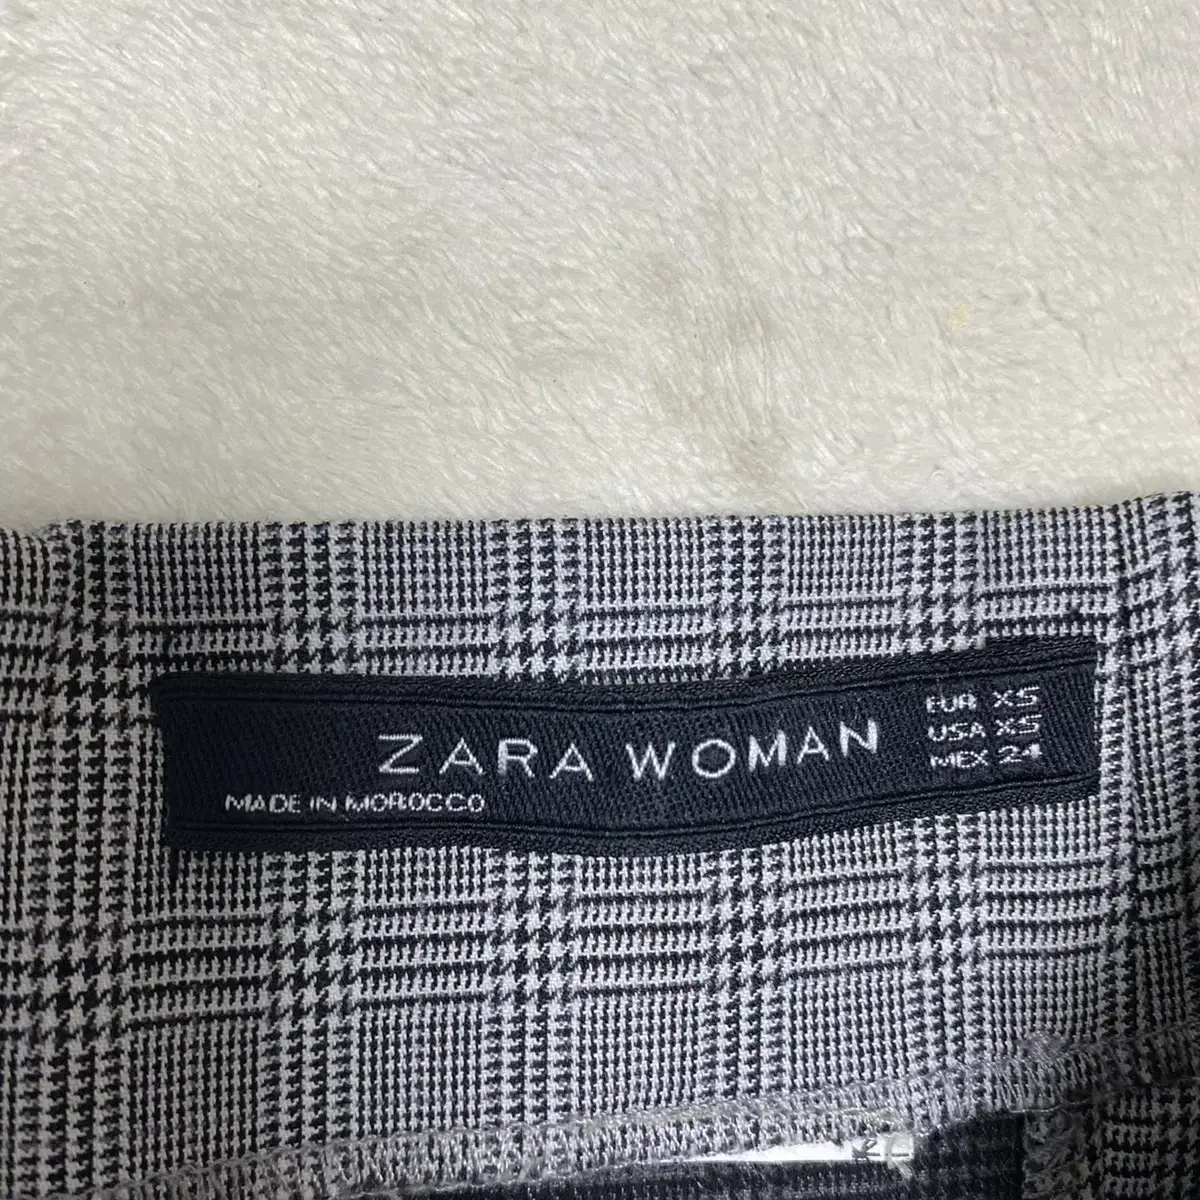 ZARA WOMAN
MADE IN MOROCCO
EUR XS
USA XS
MEX 24